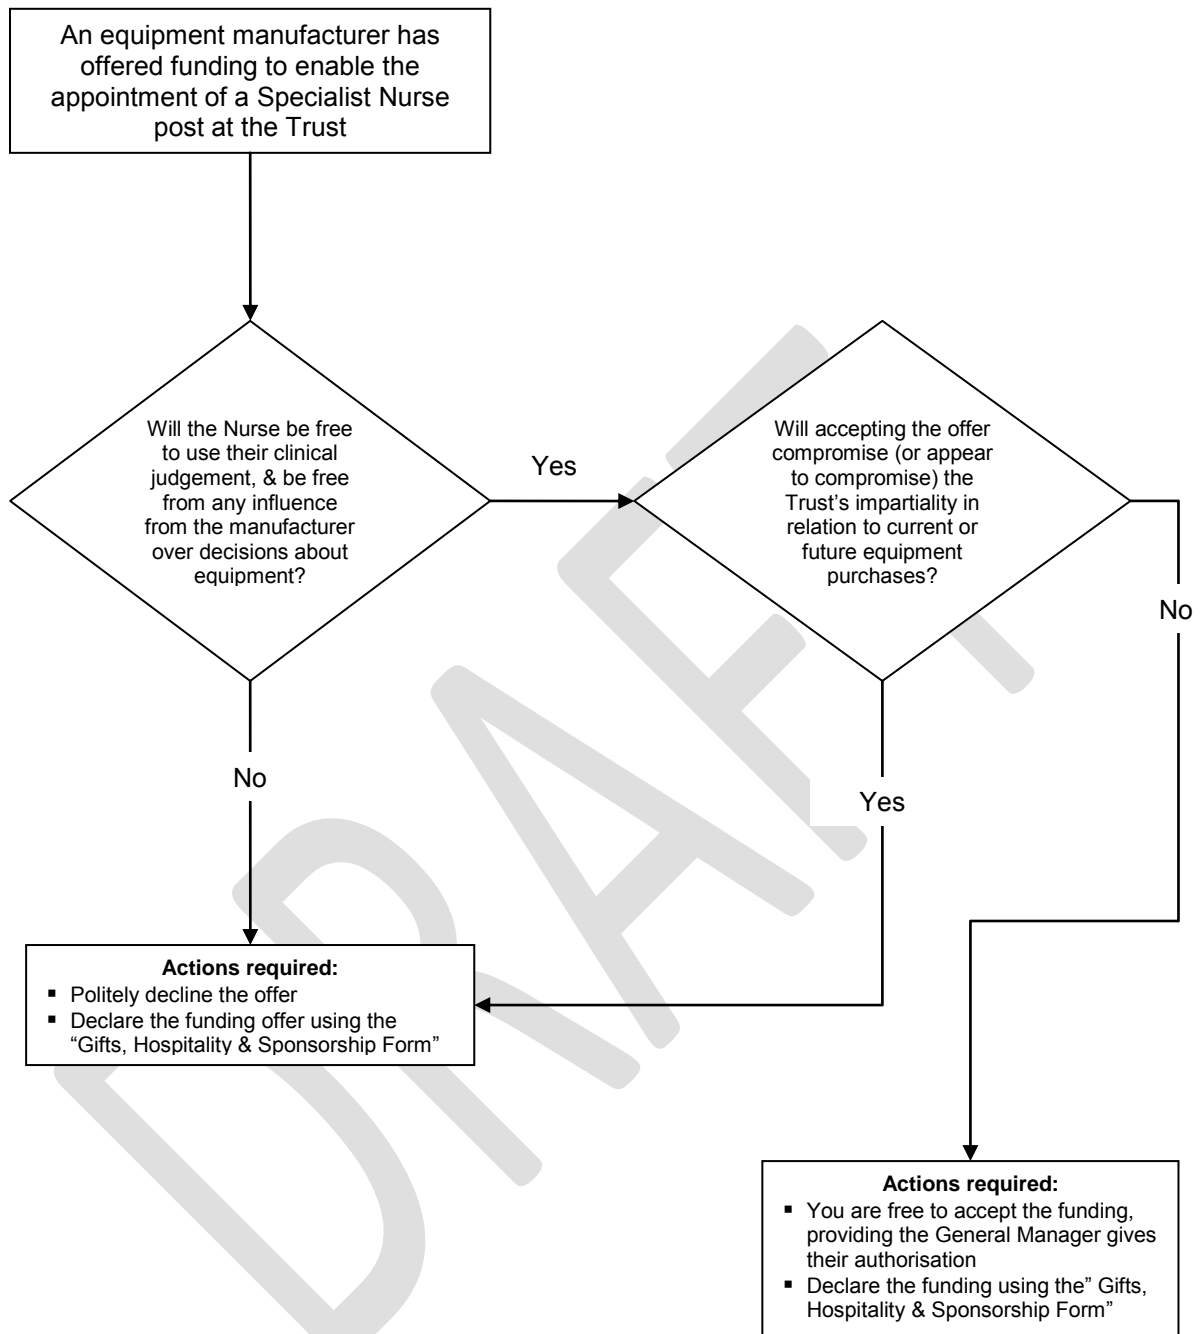 An equipment manufacturer has
offered funding to enable the
appointment of a Specialist Nurse
post at the Trust
Will the Nurse be free
to use their clinical
judgement, & be free
from any influence
from the manufacturer
over decisions about
equipment?
Yes
Will accepting the offer
compromise (or appear
to compromise) the
Trust’s impartiality in
relation to current or
future equipment
purchases?
No
No
Yes
Actions required:
▪ Politely decline the offer
▪ Declare the funding offer using the
“Gifts, Hospitality & Sponsorship Form”
Actions required:
▪ You are free to accept the funding,
providing the General Manager gives
their authorisation
▪ Declare the funding using the” Gifts,
Hospitality & Sponsorship Form”
DRAFT